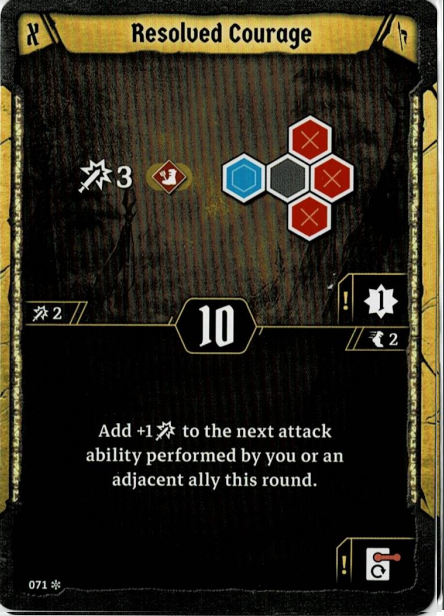 Resolved Courage
3
1
2
10
2
Add +1 to the next attack
ability performed by you or an
adjacent ally this round.
071